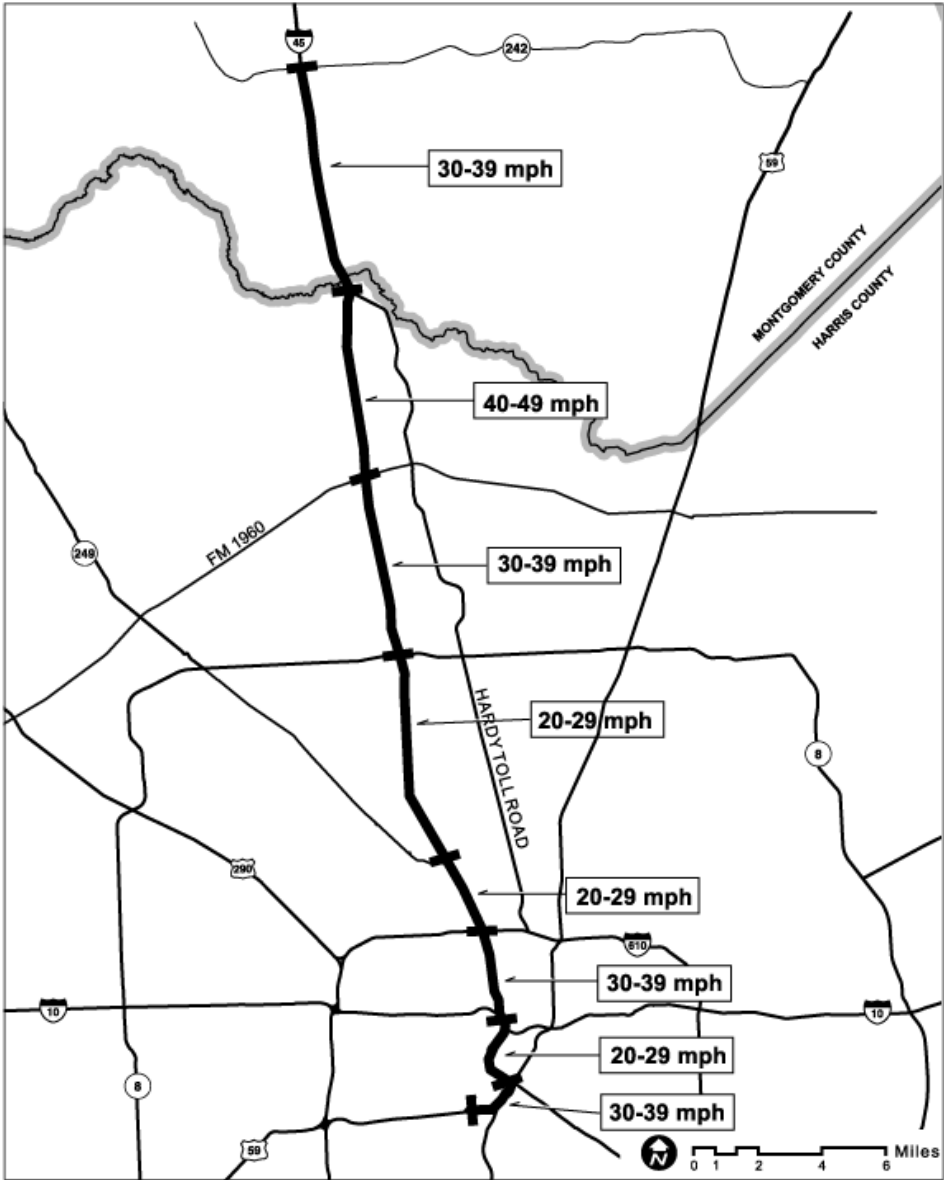 45
242
30-39 mph
59
MONTGOMERY COUNTY
HARRIS COUNTY
40-49 mph
FM 1960
249
30-39 mph
HARDY TOLL ROAD
20-29 mph
8
290
20-29 mph
610
30-39 mph
10
10
20-29 mph
8
30-39 mph
59
N
Miles
0 1 2 4 6